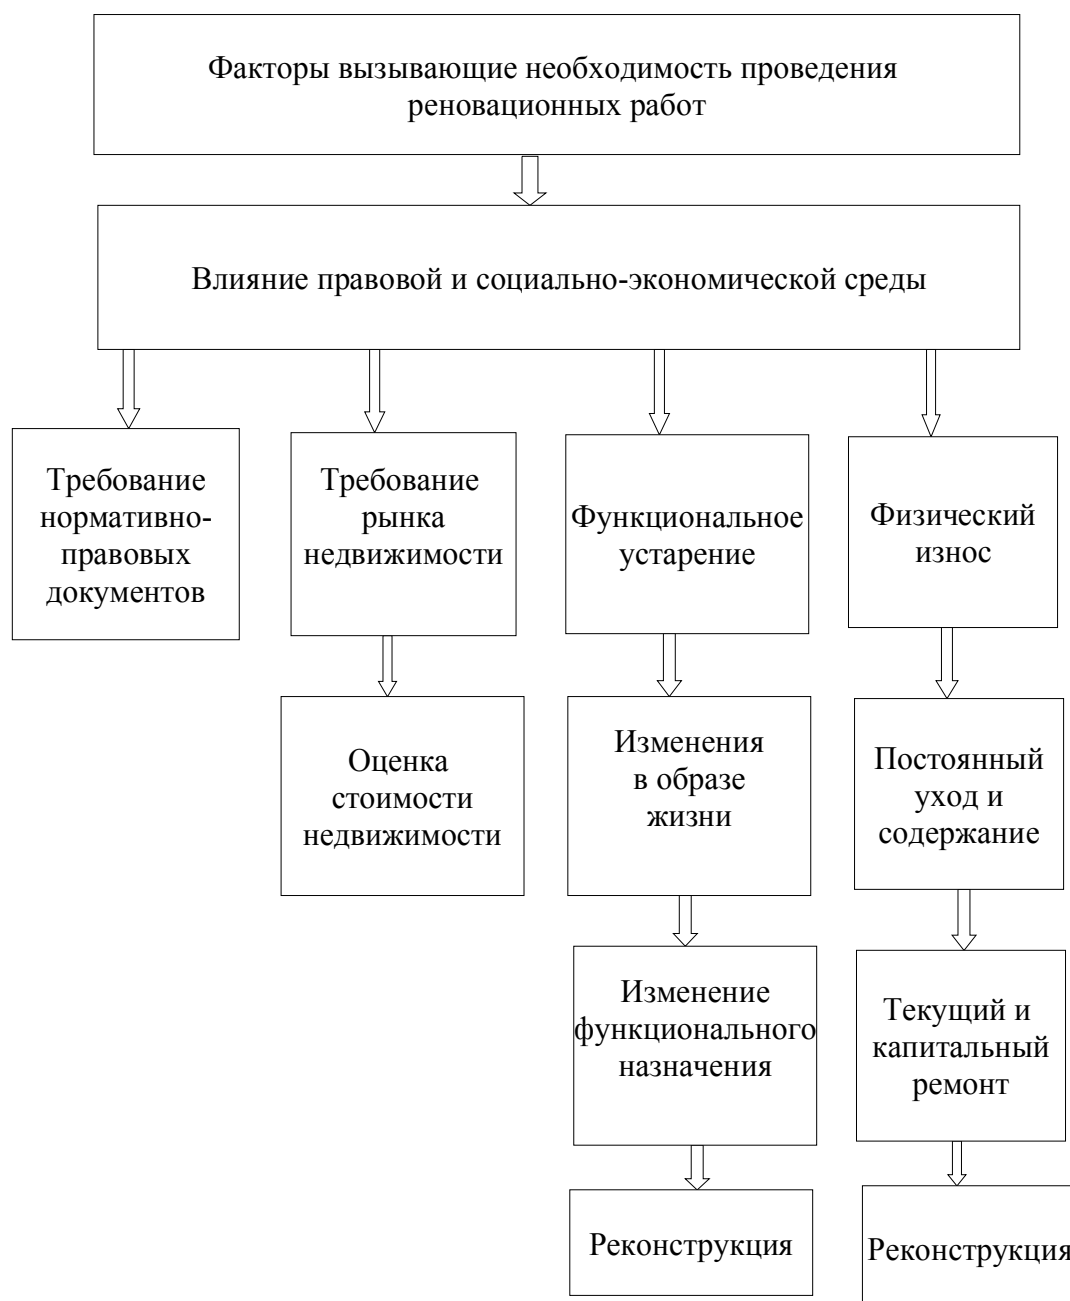 Факторы вызывающие необходимость проведения
реновационных работ
Влияние правовой и социально-экономической среды
Требование
нормативно-
правовых
документов
Требование
рынка
недвижимости
Функциональное
устарение
Физический
износ
Оценка
стоимости
недвижимости
Изменения
в образе
жизни
Постоянный
уход и
содержание
Изменение
функционального
назначения
Текущий и
капитальный
ремонт
Реконструкция
Реконструкция